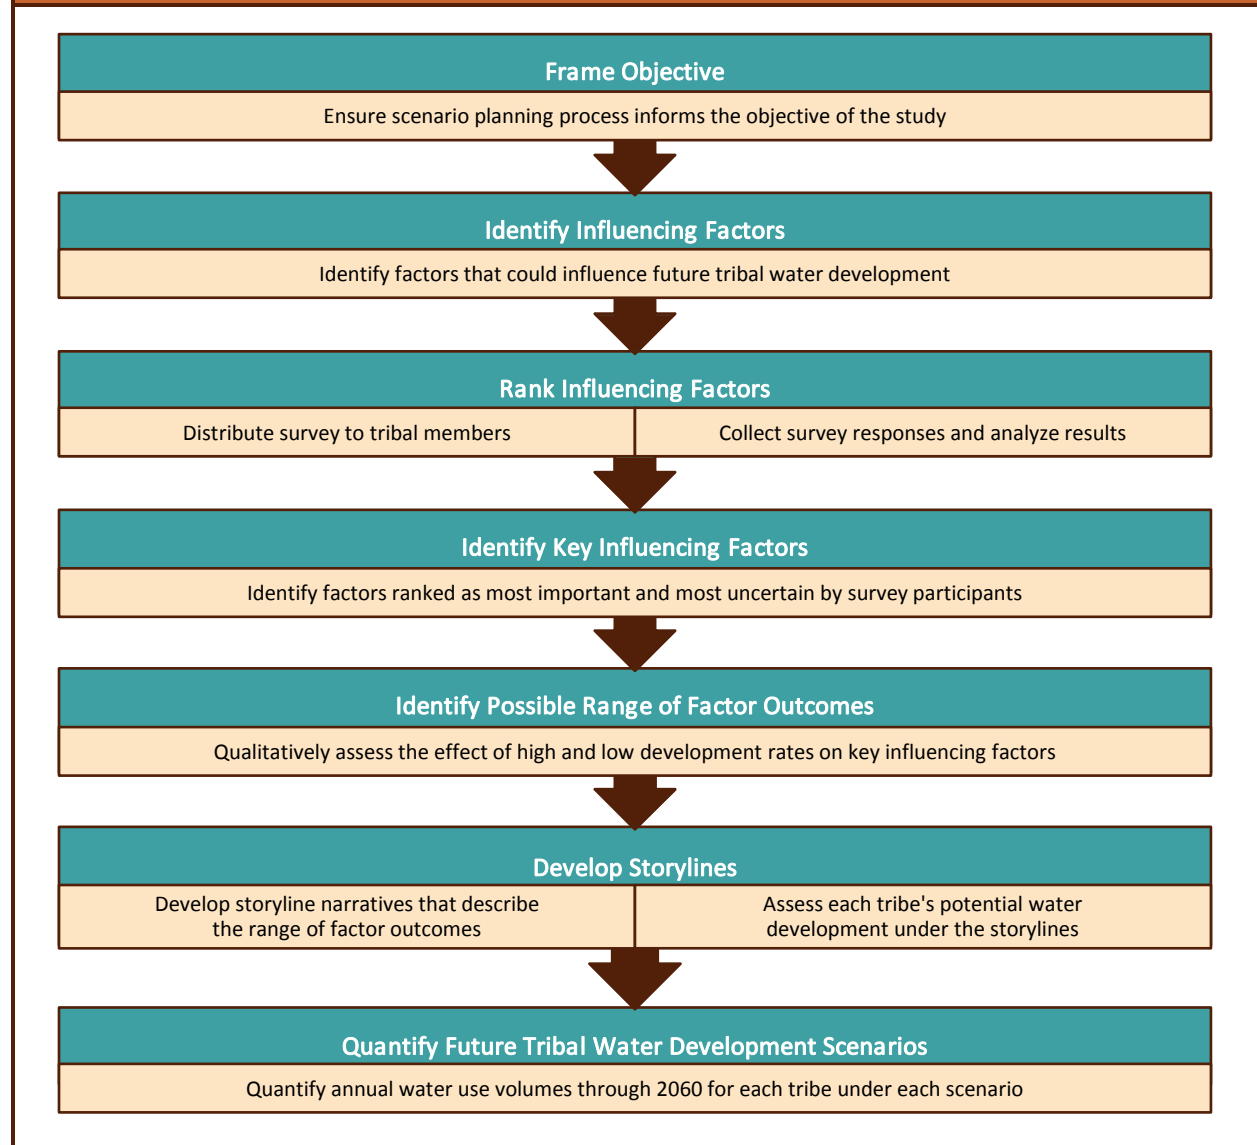 Frame Objective
Ensure scenario planning process informs the objective of the study
Identify Influencing Factors
Identify factors that could influence future tribal water development
Rank Influencing Factors
Distribute survey to tribal members
Collect survey responses and analyze results
Identify Key Influencing Factors
Identify factors ranked as most important and most uncertain by survey participants
Identify Possible Range of Factor Outcomes
Qualitatively assess the effect of high and low development rates on key influencing factors
Develop Storylines
Develop storyline narratives that describe
the range of factor outcomes
Assess each tribe's potential water
development under the storylines
Quantify Future Tribal Water Development Scenarios
Quantify annual water use volumes through 2060 for each tribe under each scenario